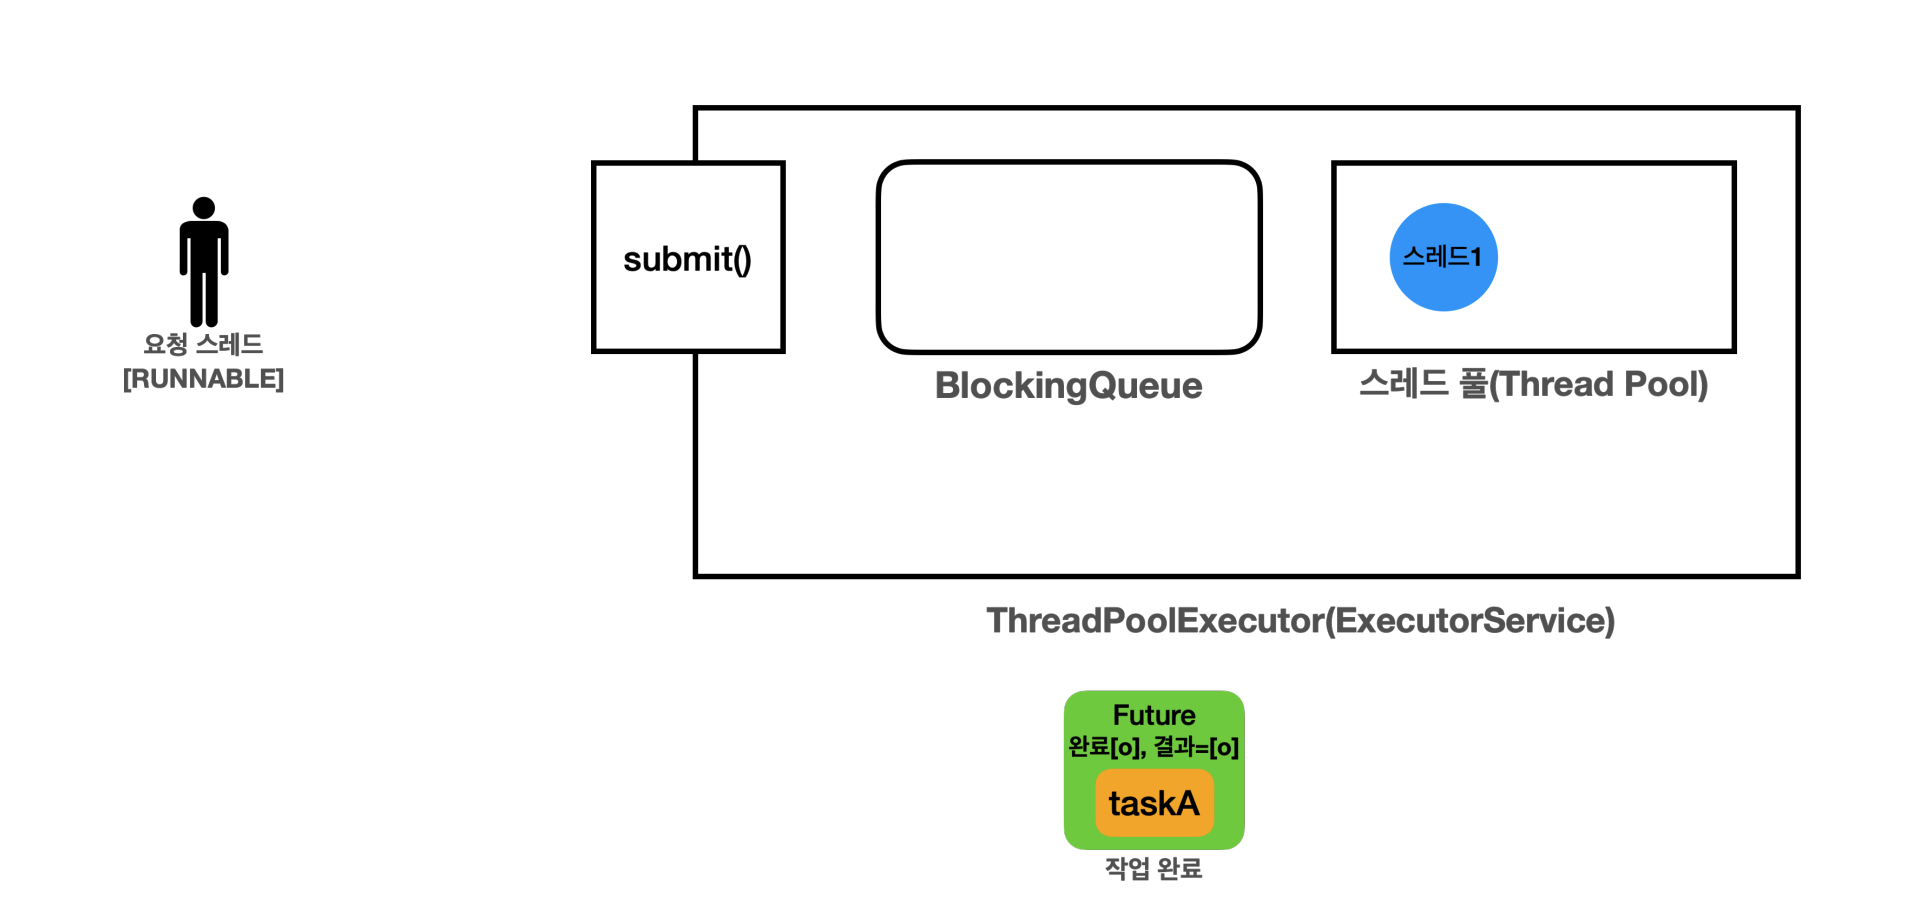 submit()
스레드1
요청 스레드
[RUNNABLE]
BlockingQueue
스레드 풀(Thread Pool)
ThreadPoolExecutor(ExecutorService)
Future
완료[o], 결과=[o]
taskA
작업 완료